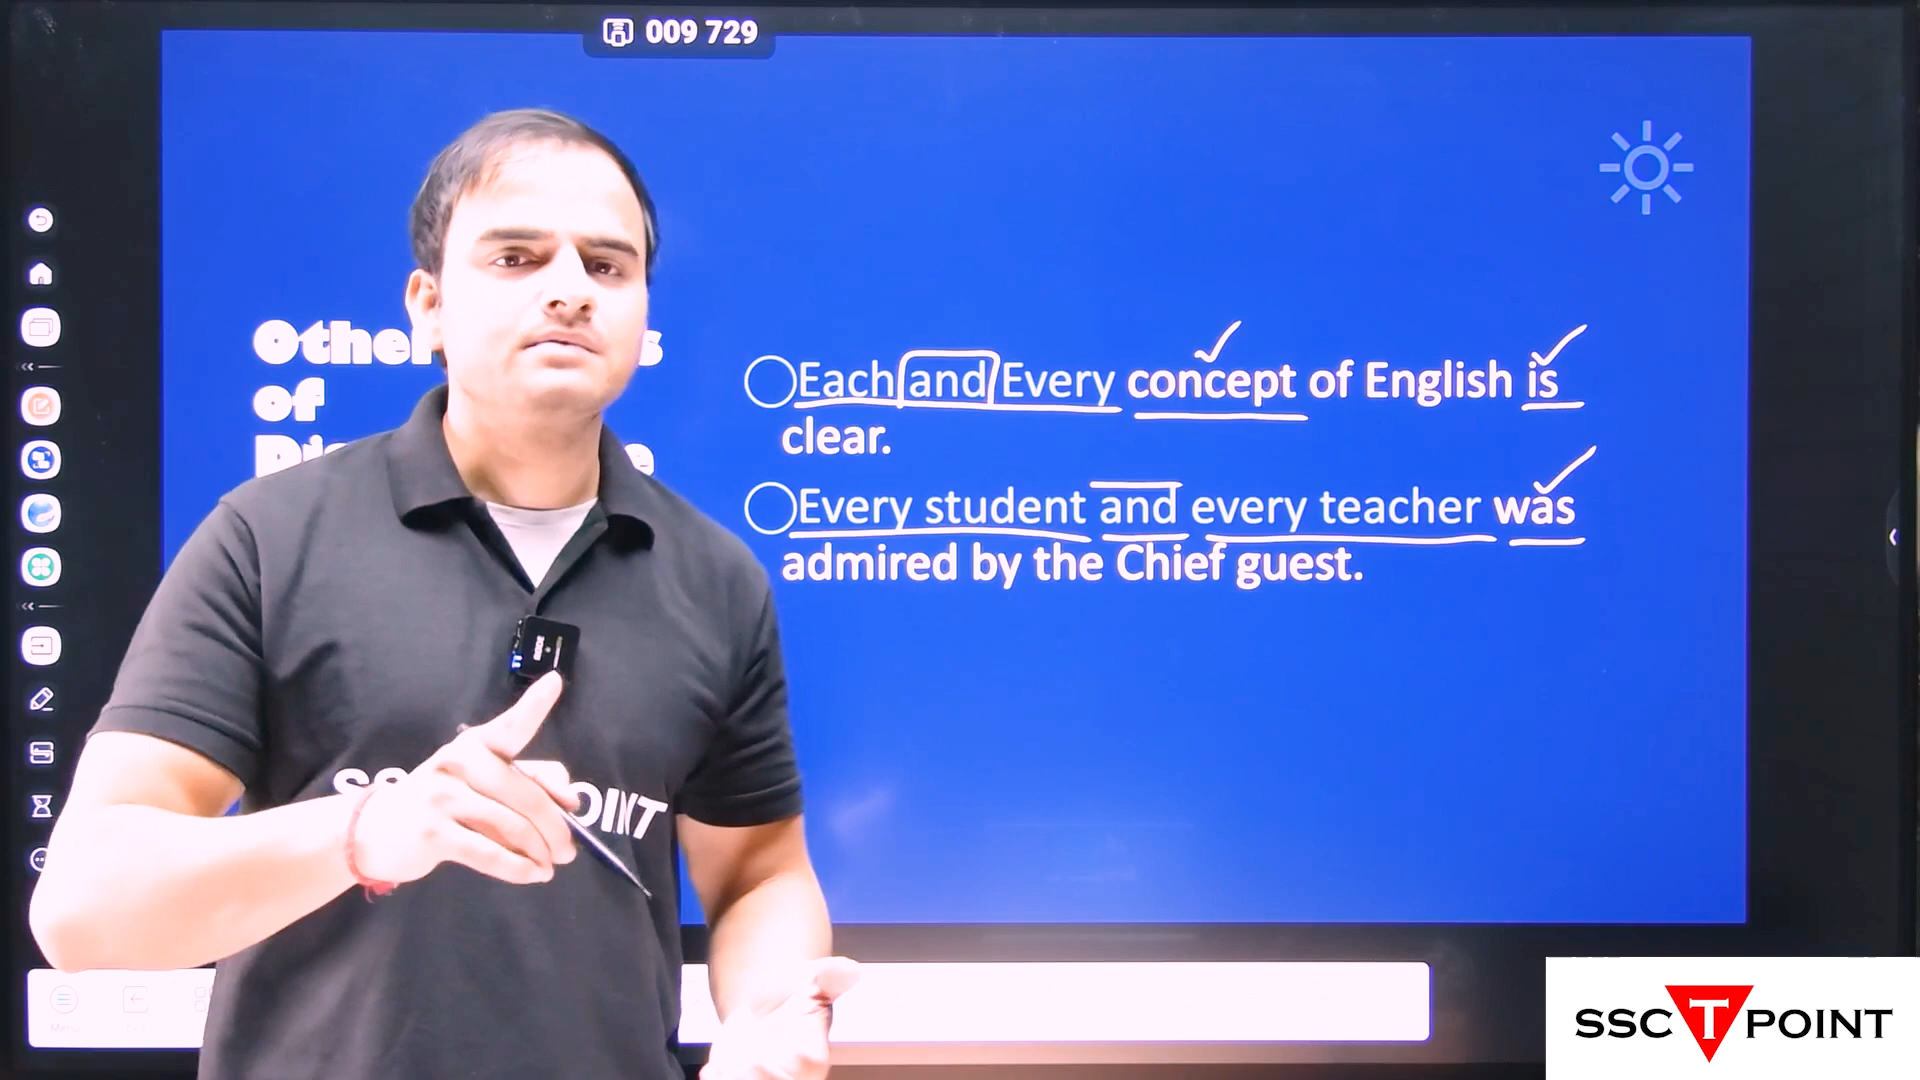 009 729
of
Each and Every concept of English is
clear.
Every student and every teacher was
admired by the Chief guest.
SSC T POINT